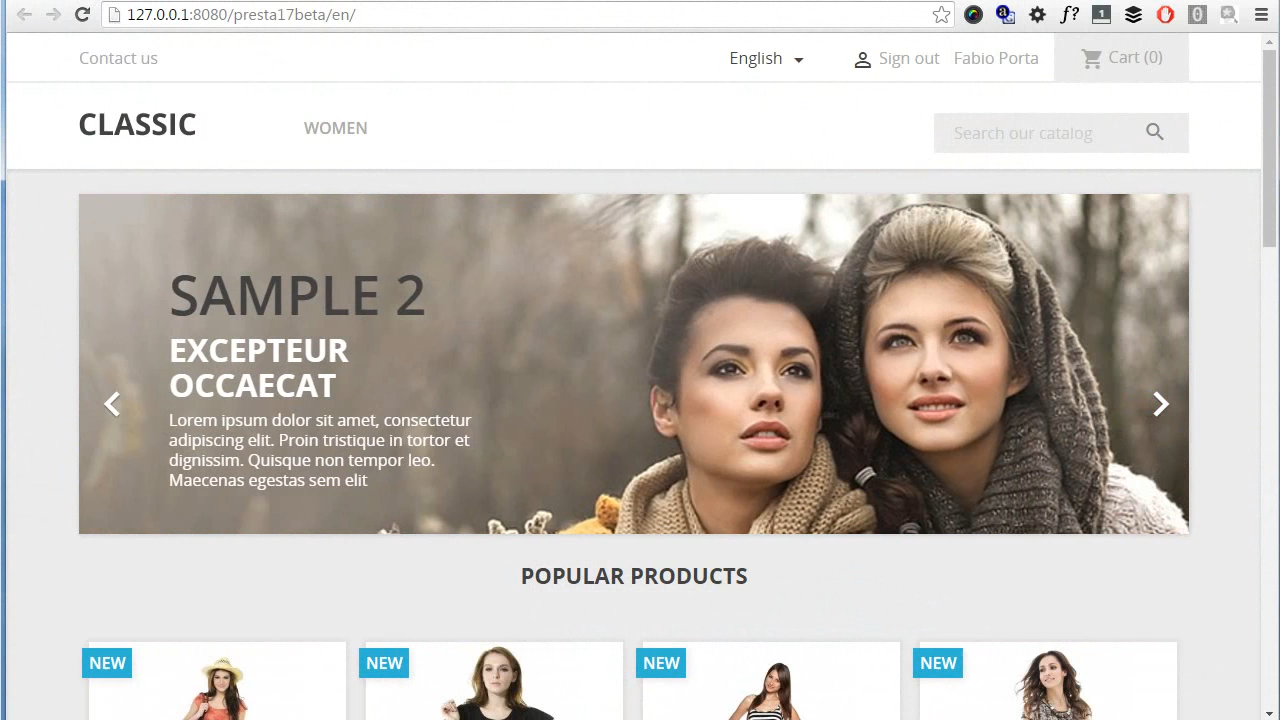 127.0.0.1:8080/presta17beta/en/
f?
1
0
Contact us
English
Sign out
Fabio Porta
Cart (0)
CLASSIC
WOMEN
Search our catalog
SAMPLE 2
EXCEPTEUR
OCCAECAT
Lorem ipsum dolor sit amet, consectetur
adipiscing elit. Proin tristique in tortor et
dignissim. Quisque non tempor leo.
Maecenas egestas sem elit
POPULAR PRODUCTS
NEW
NEW
NEW
NEW